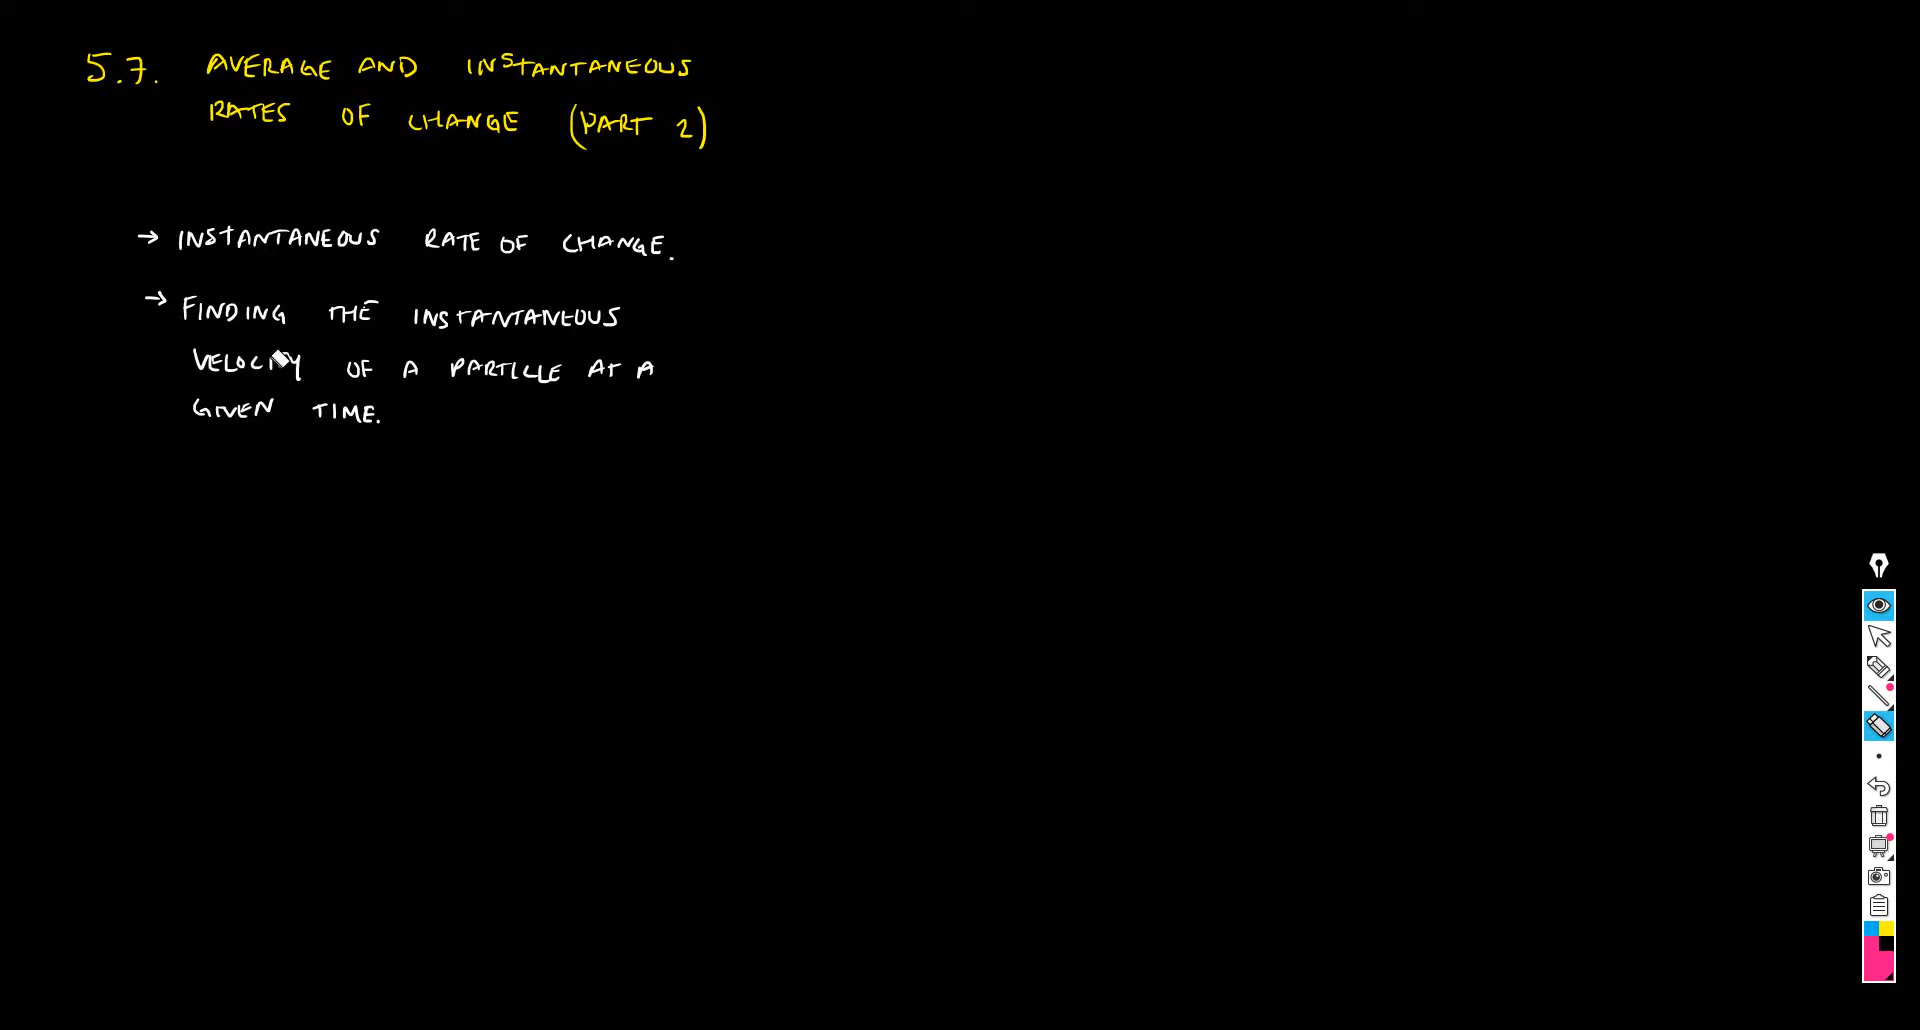 5.7. AVERAGE AND INSTANTANEOUS
RATES OF CHANGE (PART 2)
→ INSTANTANEOUS RATE OF CHANGE.
→ FINDING THE INSTANTANEOUS
VELOCITY OF A PARTICLE AT A
GIVEN TIME.